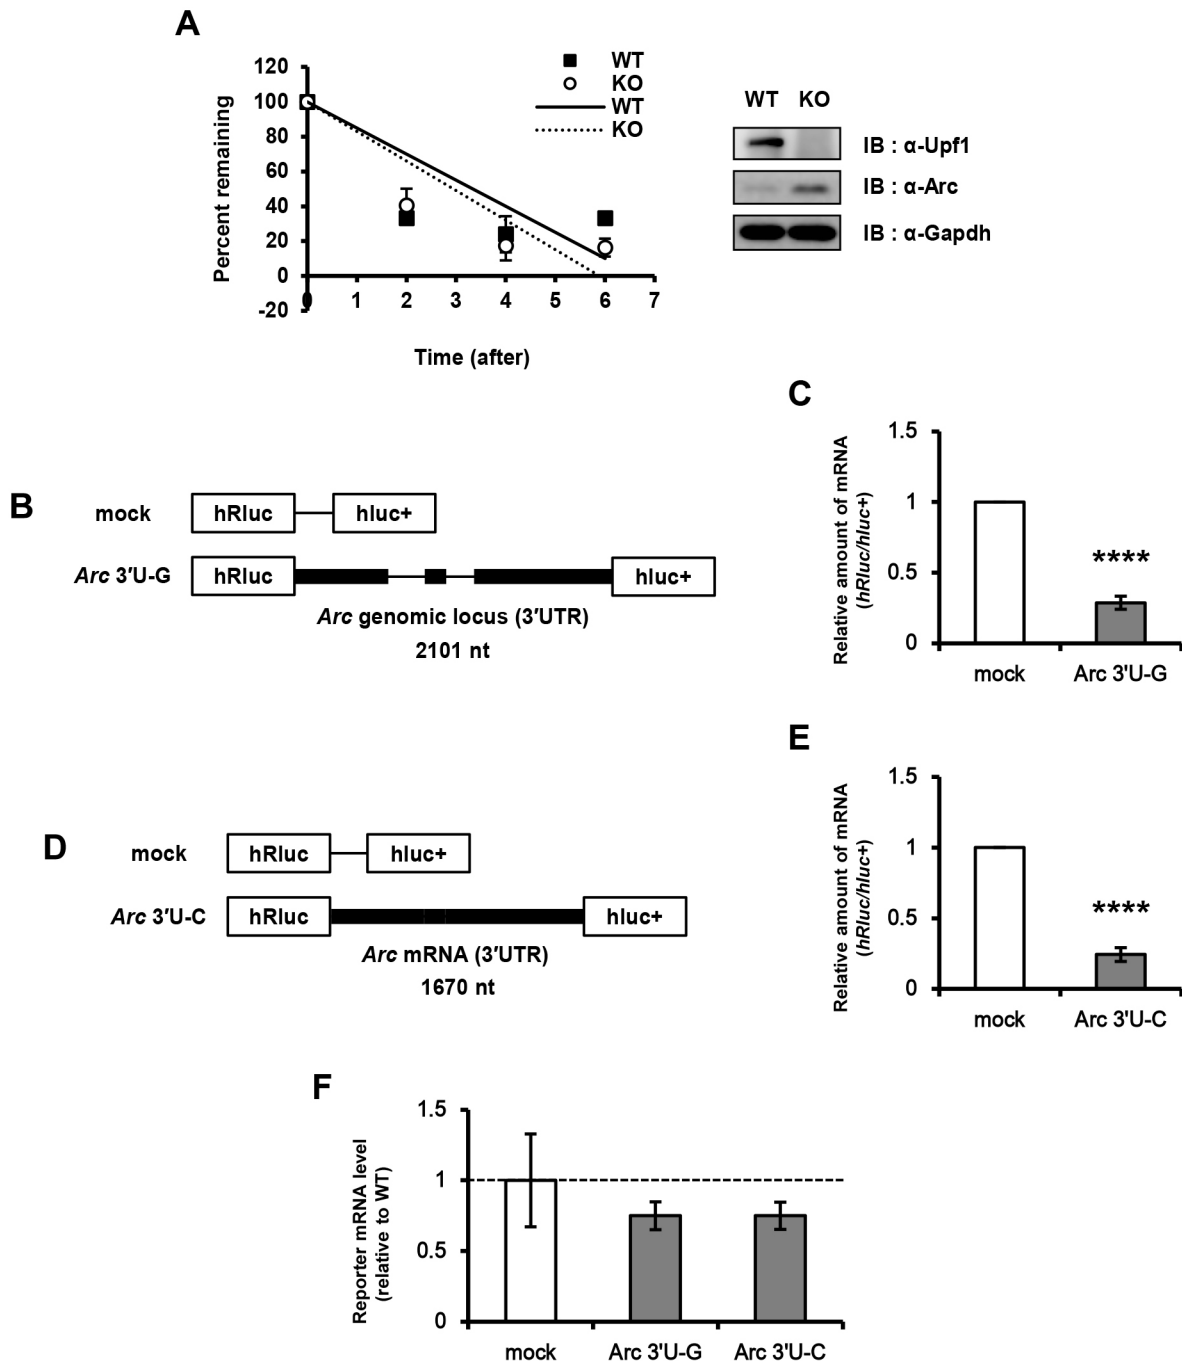 A
120
100
80
60
40
20
0
-20
Percent remaining
0 1 2 3 4 5 6 7
Time (after)
WT
KO
WT
KO
WT KO
IB : α-Upf1
IB : α-Arc
IB : α-Gapdh
B
mock hRluc hluc+
Arc 3′U-G hRluc hluc+
Arc genomic locus (3′UTR)
2101 nt
C
Relative amount of mRNA
(hRluc/hluc+)
1.5
1
0.5
0
****
mock Arc 3'U-G
D
mock hRluc hluc+
Arc 3′U-C hRluc hluc+
Arc mRNA (3′UTR)
1670 nt
E
Relative amount of mRNA
(hRluc/hluc+)
1.5
1
0.5
0
****
mock Arc 3'U-C
F
Reporter mRNA level
(relative to WT)
1.5
1
0.5
0
mock Arc 3'U-G Arc 3'U-C